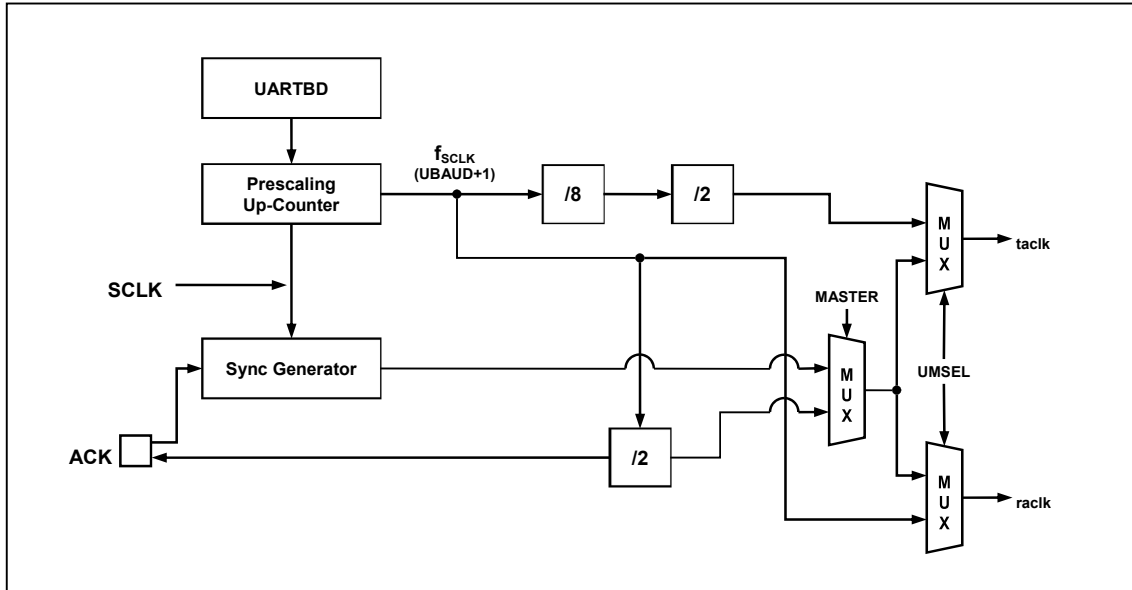 UARTBD
fSCLK
(UBAUD+1)
Prescaling
Up-Counter
/8
/2
MUX
taclk
SCLK
MASTER
Sync Generator
MUX
UMSEL
ACK
/2
MUX
raclk